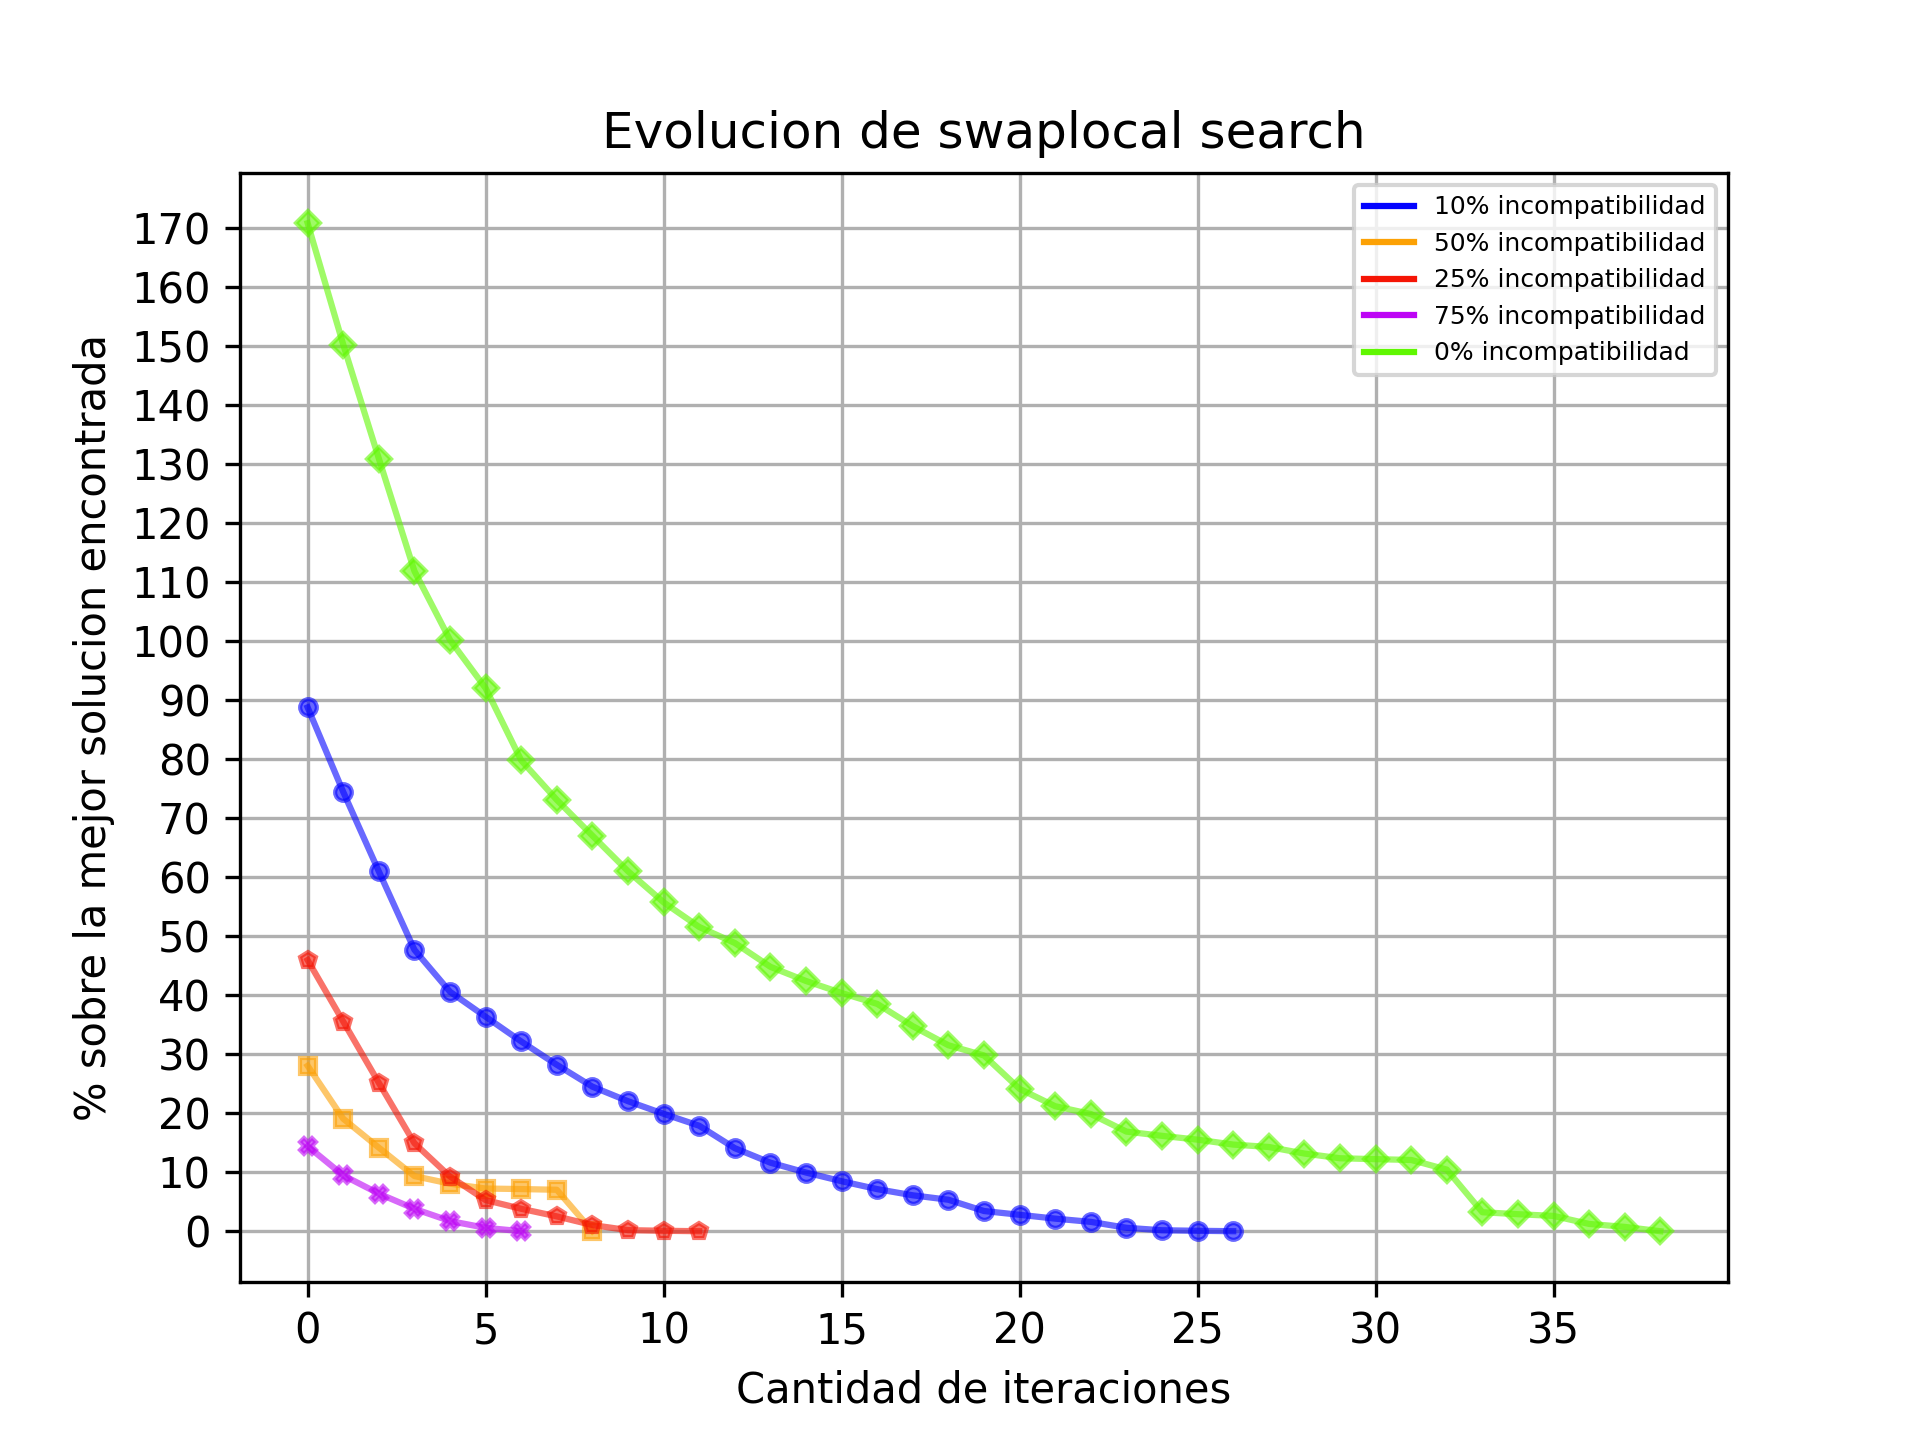 Evolucion de swaplocal search
10% incompatibilidad
50% incompatibilidad
25% incompatibilidad
75% incompatibilidad
0% incompatibilidad
% sobre la mejor solucion encontrada
170
160
150
140
130
120
110
100
90
80
70
60
50
40
30
20
10
0
0 5 10 15 20 25 30 35
Cantidad de iteraciones